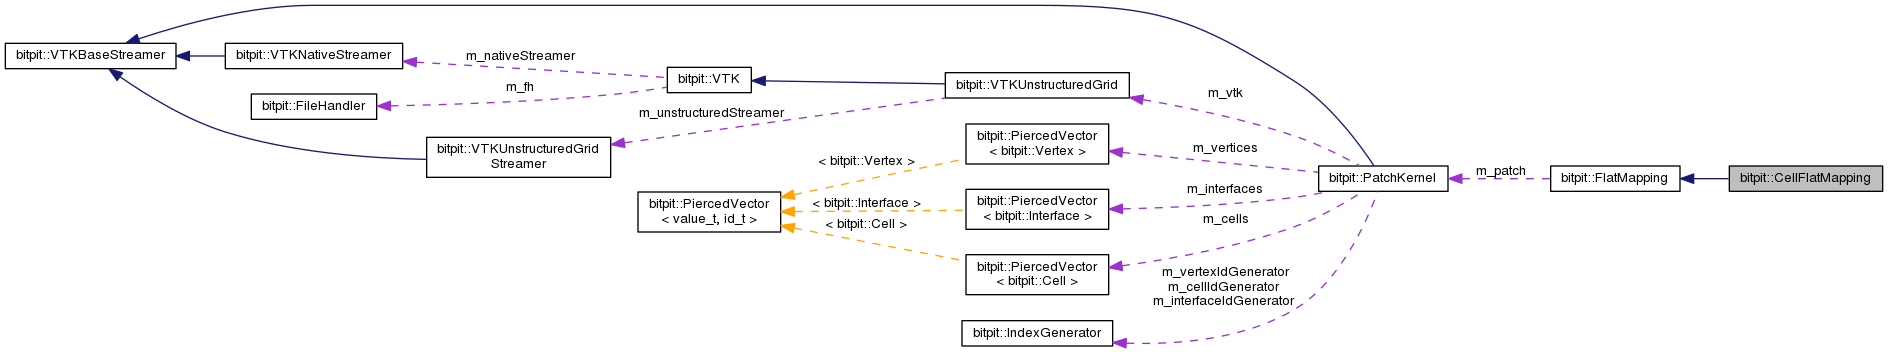 bitpit::VTKBaseStreamer
bitpit::VTKNativeStreamer
m_nativeStreamer
bitpit::VTK
bitpit::FileHandler
m_fh
bitpit::VTKUnstructuredGrid
m_unstructuredStreamer
bitpit::VTKUnstructuredGrid
Streamer
m_vtk
bitpit::PiercedVector
< bitpit::Vertex >
m_vertices
< bitpit::Vertex >
bitpit::PiercedVector
< value_t, id_t >
< bitpit::Interface >
bitpit::PiercedVector
< bitpit::Interface >
m_interfaces
< bitpit::Cell >
bitpit::PiercedVector
< bitpit::Cell >
m_cells
m_vertexIdGenerator
m_cellIdGenerator
m_interfaceIdGenerator
bitpit::IndexGenerator
bitpit::PatchKernel
m_patch
bitpit::FlatMapping
bitpit::CellFlatMapping